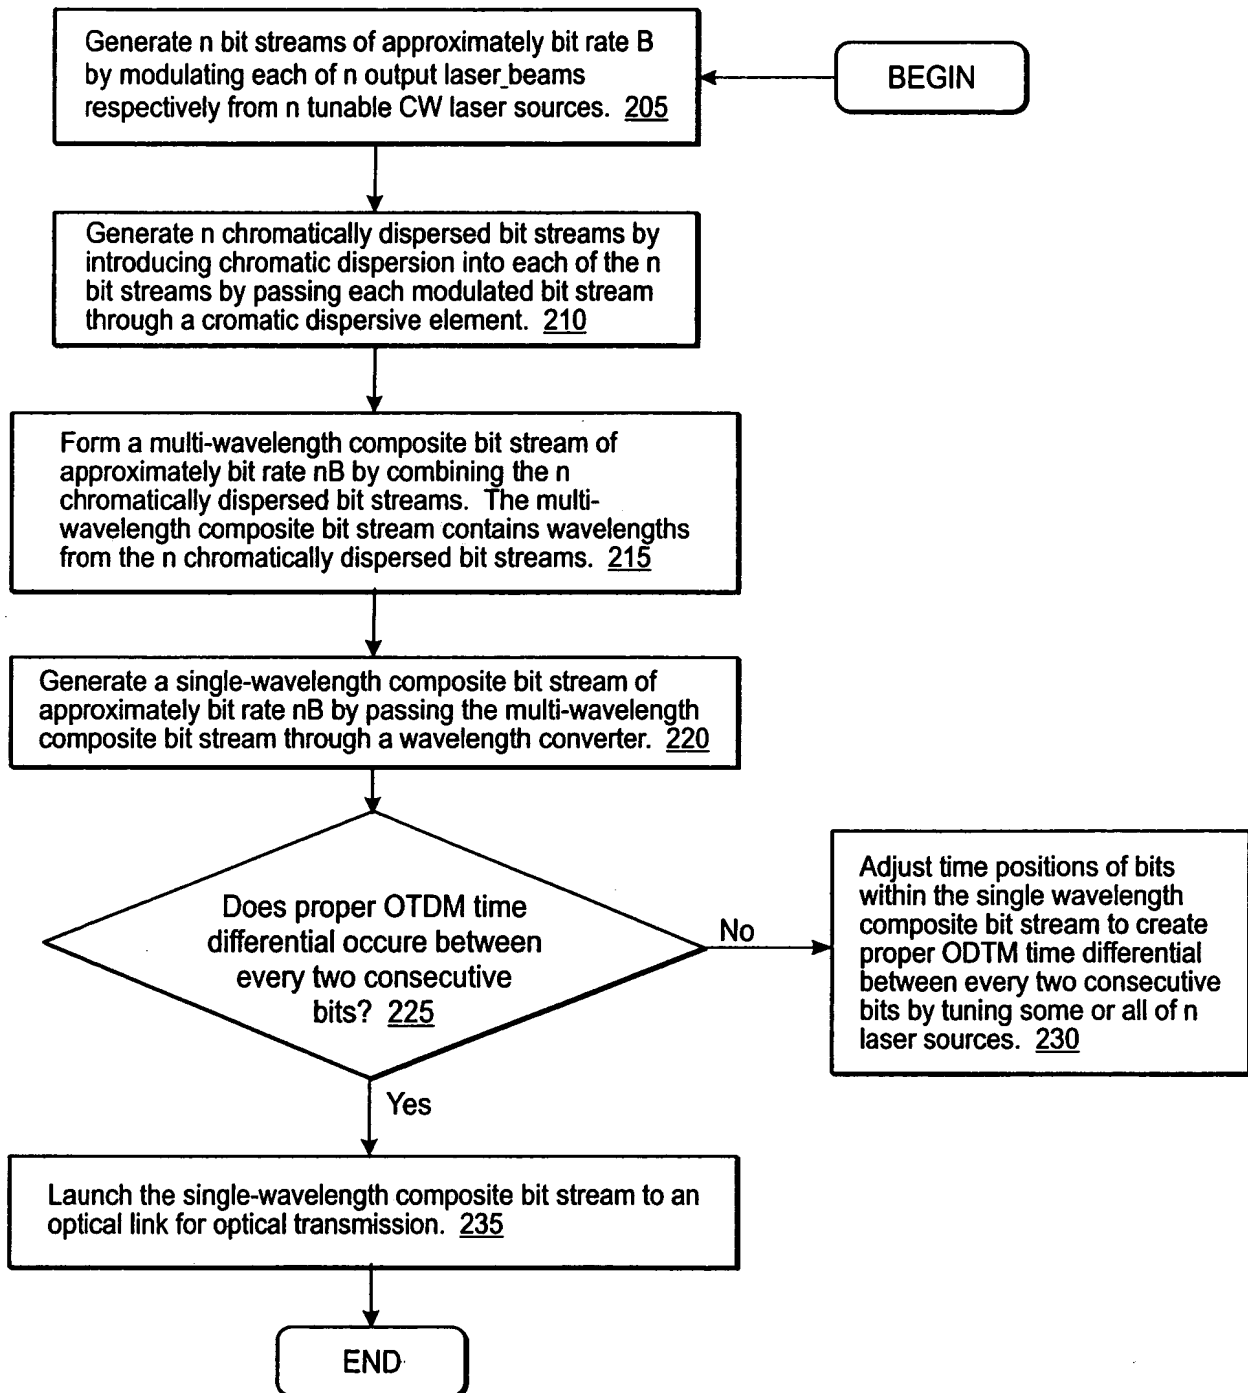 BEGIN
Generate n bit streams of approximately bit rate B
by modulating each of n output laser_beams
respectively from n tunable CW laser sources. 205
Generate n chromatically dispersed bit streams by
introducing chromatic dispersion into each of the n
bit streams by passing each modulated bit stream
through a cromatic dispersive element. 210
Form a multi-wavelength composite bit stream of
approximately bit rate nB by combining the n
chromatically dispersed bit streams. The multi-
wavelength composite bit stream contains wavelengths
from the n chromatically dispersed bit streams. 215
Generate a single-wavelength composite bit stream of
approximately bit rate nB by passing the multi-wavelength
composite bit stream through a wavelength converter. 220
Does proper OTDM time
differential occure between
every two consecutive
bits? 225
No
Adjust time positions of bits
within the single wavelength
composite bit stream to create
proper ODTM time differential
between every two consecutive
bits by tuning some or all of n
laser sources. 230
Yes
Launch the single-wavelength composite bit stream to an
optical link for optical transmission. 235
END